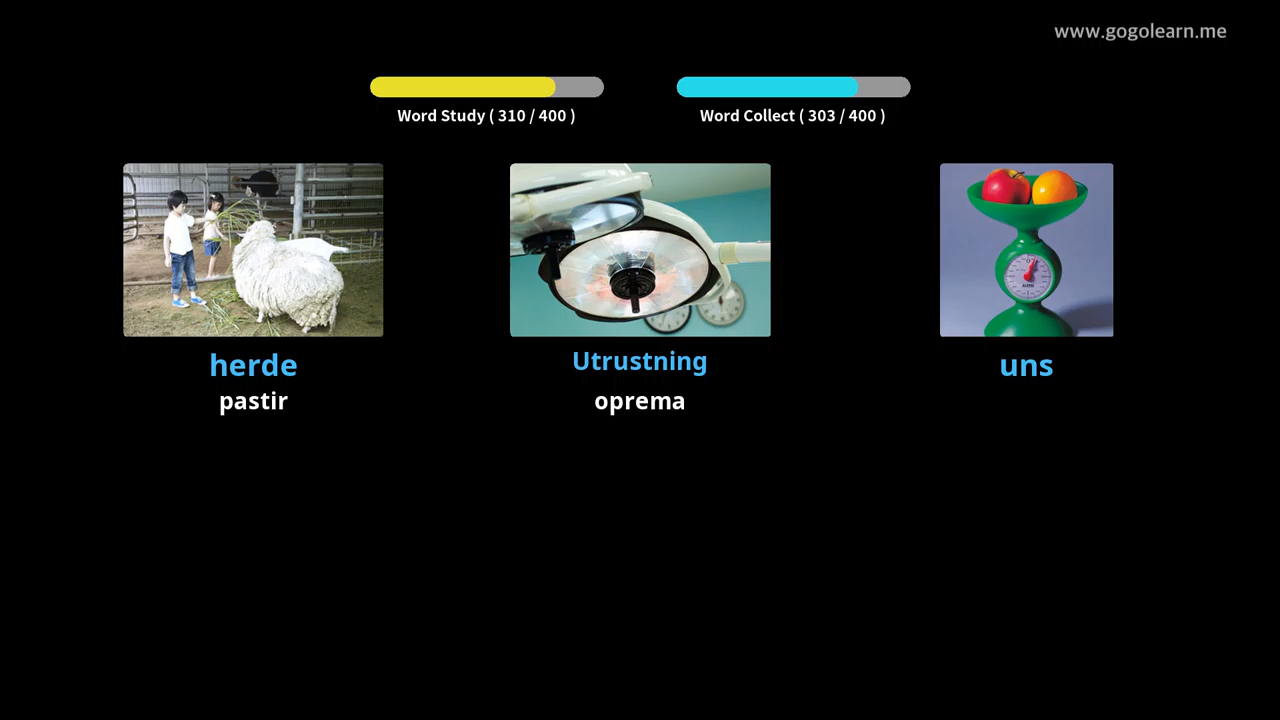 www.gogolearn.me
Word Study ( 310 / 400 )
Word Collect ( 303 / 400 )
herde
pastir
Utrustning
oprema
uns